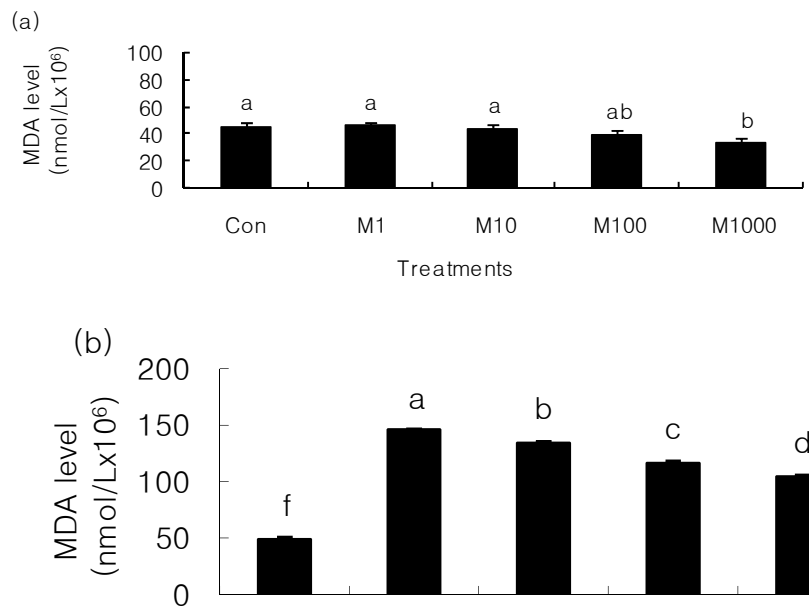 (a)
MDA level
(nmol/Lx10⁶)
100
80
60
40
20
0
a a a ab b
Con M1 M10 M100 M1000
Treatments
(b)
MDA level
(nmol/Lx10⁶)
200
150
100
50
0
f a b c d